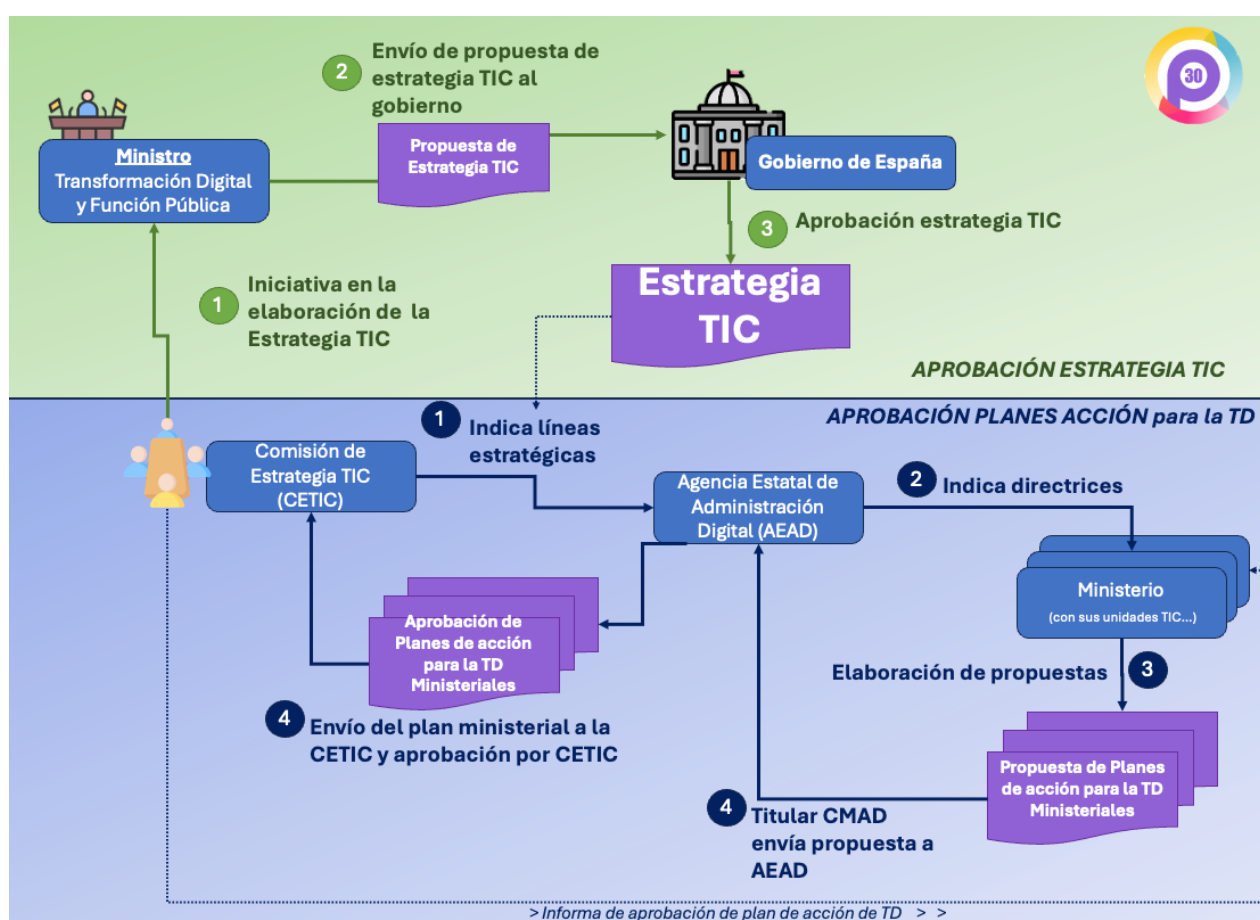 2
Envío de propuesta de
estrategia TIC al
gobierno
30
Ministro
Transformación Digital
y Función Pública
Propuesta de
Estrategia TIC
Gobierno de España
3
Aprobación estrategia TIC
1
Iniciativa en la
elaboración de la
Estrategia TIC
Estrategia
TIC
APROBACIÓN ESTRATEGIA TIC
APROBACIÓN PLANES ACCIÓN para la TD
1
Indica líneas
estratégicas
Comisión de
Estrategia TIC
(CETIC)
Agencia Estatal de
Administración
Digital (AEAD)
2
Indica directrices
Ministerio
(con sus unidades TIC...)
Aprobación de
Planes de acción
para la TD
Ministeriales
Elaboración de propuestas
3
4
Envío del plan ministerial a la
CETIC y aprobación por CETIC
Propuesta de Planes
de acción para la TD
Ministeriales
4
Titular CMAD
envía propuesta a
AEAD
> Informa de aprobación de plan de acción de TD > >